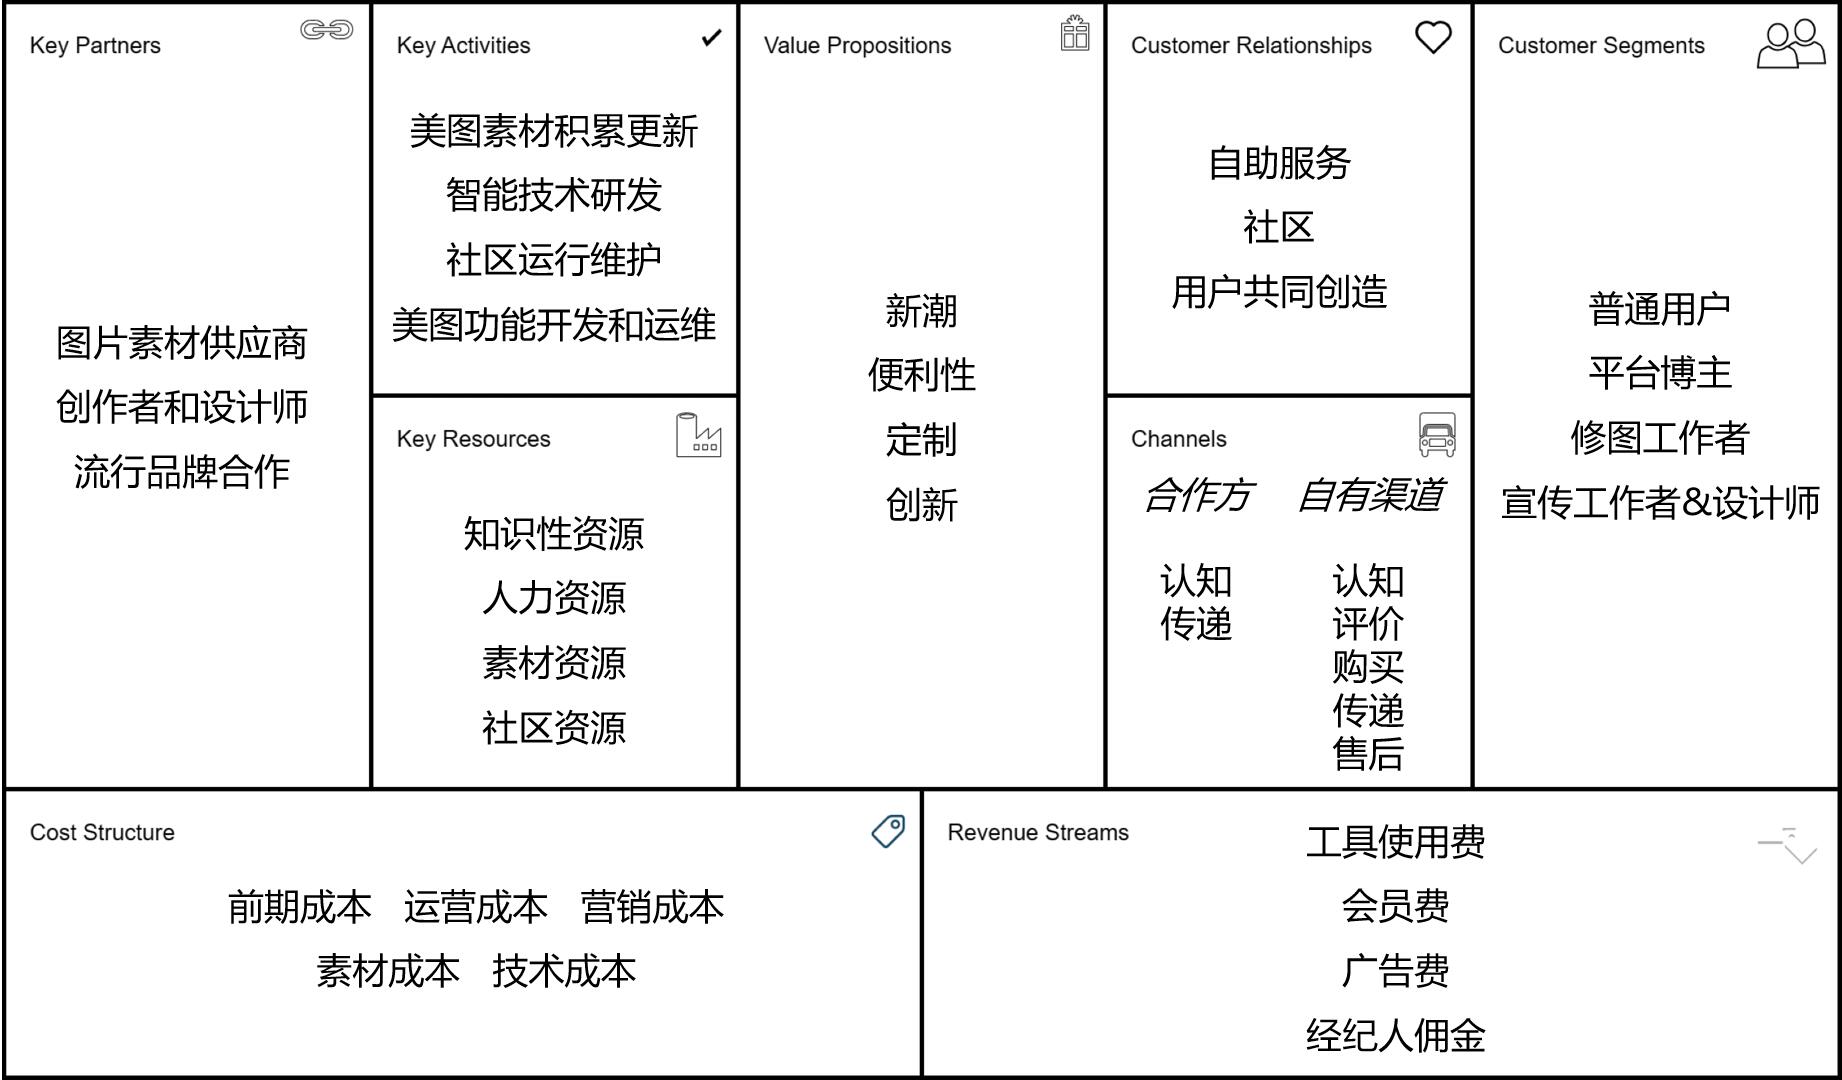 Key Partners
图片素材供应商
创作者和设计师
流行品牌合作
Key Activities
美图素材积累更新
智能技术研发
社区运行维护
美图功能开发和运维
Key Resources
知识性资源
人力资源
素材资源
社区资源
Value Propositions
新潮
便利性
定制
创新
Customer Relationships
自助服务
社区
用户共同创造
Channels
合作方 自有渠道
认知 认知
传递 评价
购买
传递
售后
Customer Segments
普通用户
平台博主
修图工作者
宣传工作者&设计师
Cost Structure
前期成本 运营成本 营销成本
素材成本 技术成本
Revenue Streams
工具使用费
会员费
广告费
经纪人佣金